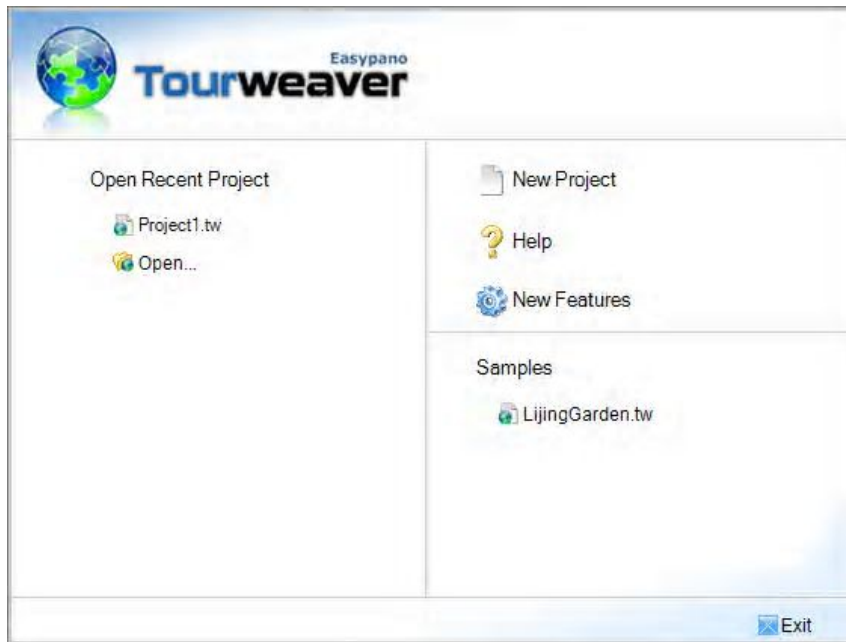 Easypano
Tourweaver
Open Recent Project
Project1.tw
Open...
New Project
Help
New Features
Samples
LijingGarden.tw
Exit